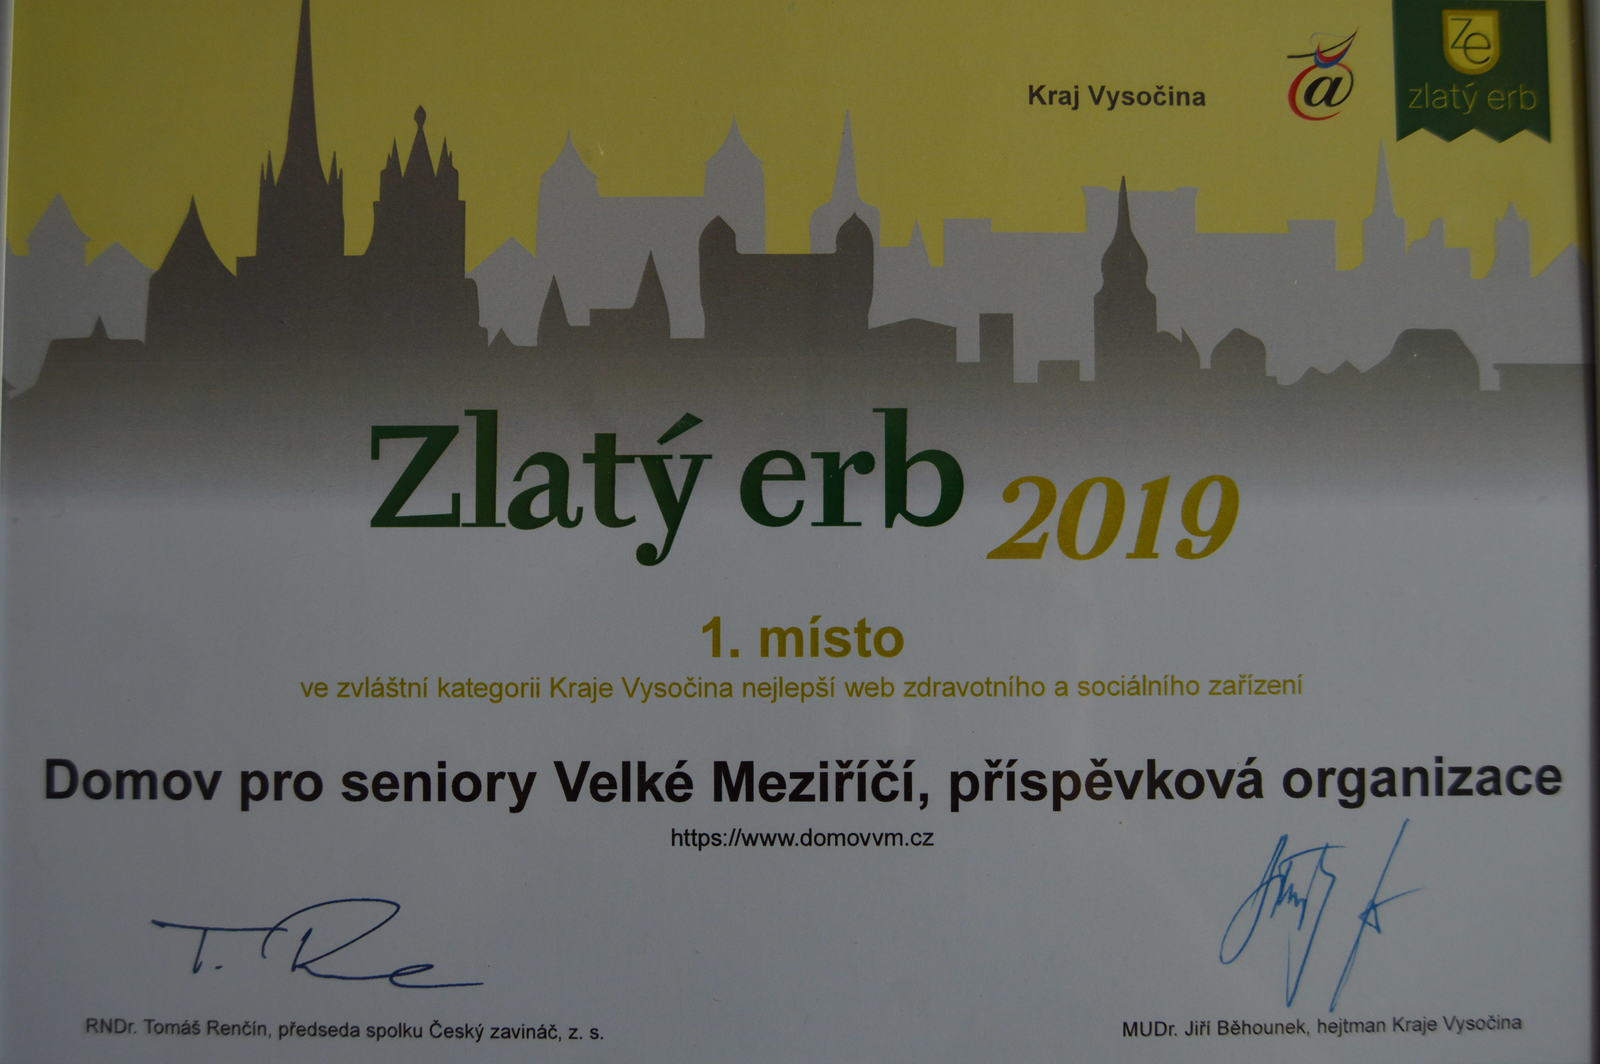 Kraj Vysočina
Ze
zlatý erb
Zlatý erb 2019
1. místo
ve zvláštní kategorii Kraje Vysočina nejlepší web zdravotního a sociálního zařízení
Domov pro seniory Velké Meziříčí, příspěvková organizace
https://www.domovvm.cz
T. Re
RNDr. Tomáš Renčín, předseda spolku Český zavináč, z. s.
MUDr. Jiří Běhounek, hejtman Kraje Vysočina